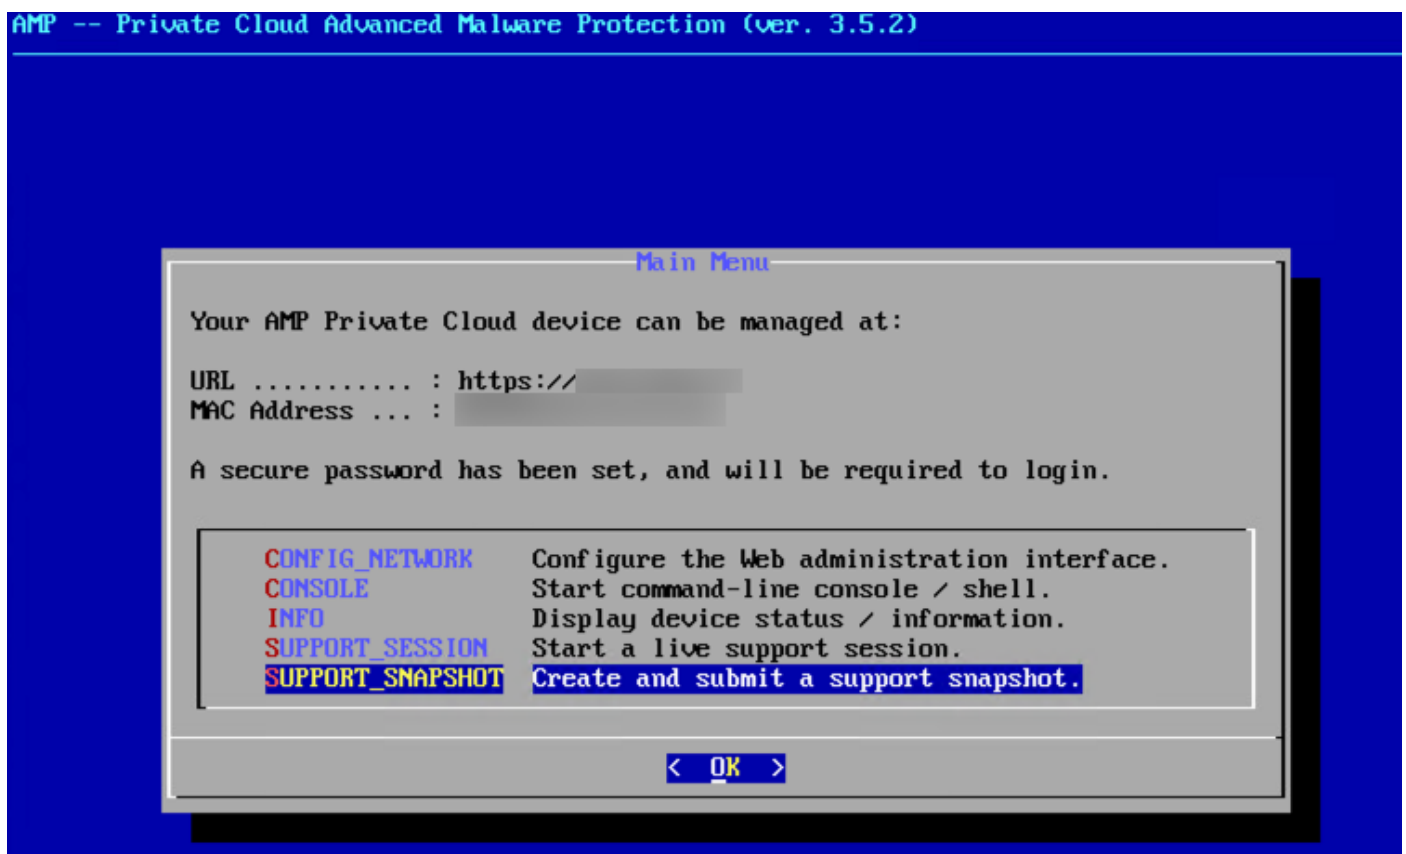 AMP -- Private Cloud Advanced Malware Protection (ver. 3.5.2)
Main Menu
Your AMP Private Cloud device can be managed at:
URL ........... : https://
MAC Address ... :
A secure password has been set, and will be required to login.
CONFIG_NETWORK Configure the Web administration interface.
CONSOLE Start command-line console / shell.
INFO Display device status / information.
SUPPORT_SESSION Start a live support session.
SUPPORT_SNAPSHOT Create and submit a support snapshot.
< OK >